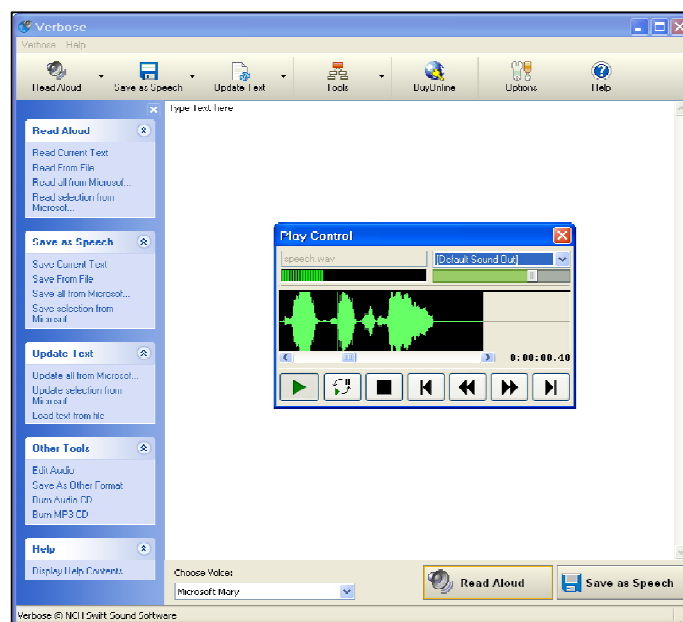 Verbose
Verbose Help
Read Aloud Save as Speech Update Text Tools BuyOnline Options Help
Type Text here
Read Aloud
Read Current Text
Read From File
Read all from Microsof...
Read selection from
Microsof...
Save as Speech
Save Current Text
Save From File
Save all from Microsof...
Save selection from
Microsof
Update Text
Update all from Microsof...
Update selection from
Microsof
Load text from file
Other Tools
Edit Audio
Save As Other Format
Burn Audio CD
Burn MP3 CD
Help
Display Help Contents
Play Control
speech.wav [Default Sound Out]
0:00:00.40
Choose Voice:
Microsoft Mary
Read Aloud Save as Speech
Verbose © NCH Swift Sound Software